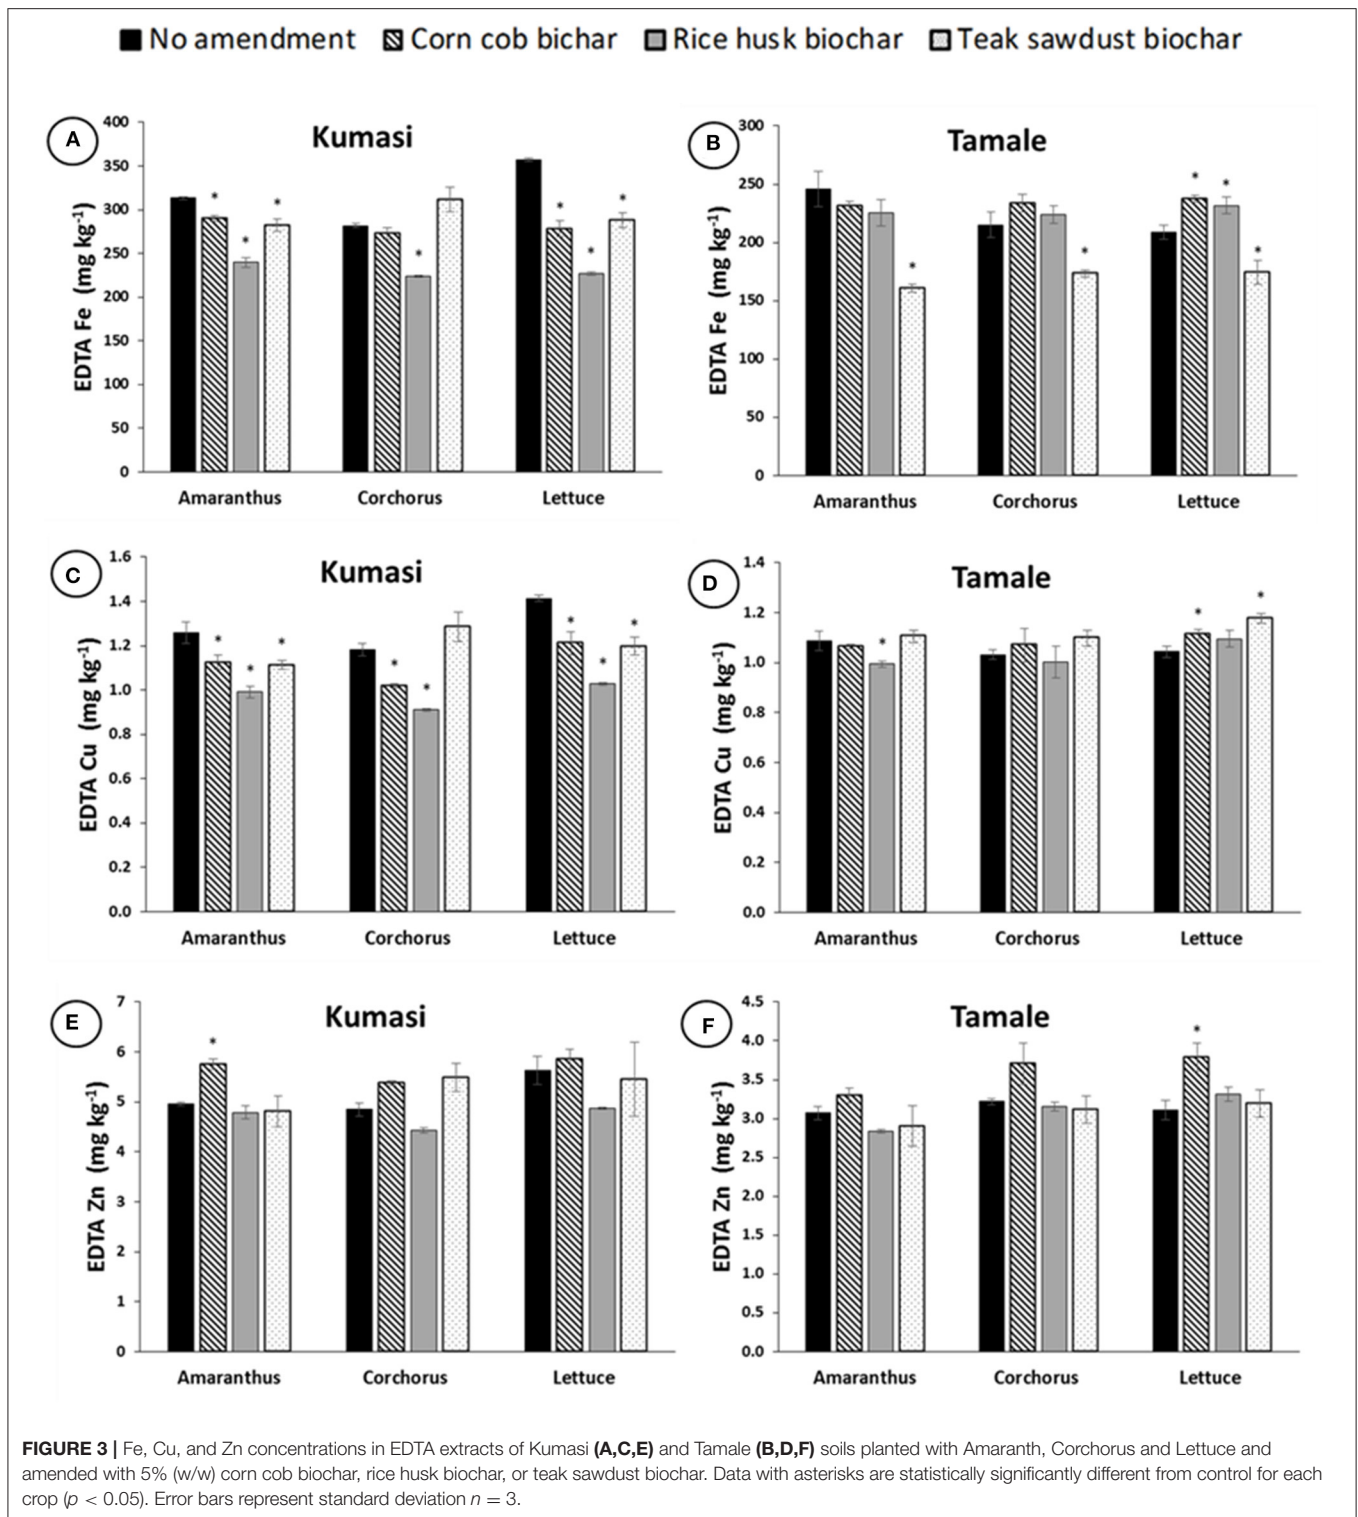 No amendment Corn cob bichar Rice husk biochar Teak sawdust biochar
A
Kumasi
EDTA Fe (mg kg-1)
400
350
300
250
200
150
100
50
0
* * * * * * *
Amaranthus Corchorus Lettuce
B
Tamale
EDTA Fe (mg kg-1)
300
250
200
150
100
50
0
* * * * *
Amaranthus Corchorus Lettuce
C
Kumasi
EDTA Cu (mg kg-1)
1.6
1.4
1.2
1.0
0.8
0.6
0.4
0.2
0.0
* * * * * * * *
Amaranthus Corchorus Lettuce
D
Tamale
EDTA Cu (mg kg-1)
1.4
1.2
1.0
0.8
0.6
0.4
0.2
0.0
* * *
Amaranthus Corchorus Lettuce
E
Kumasi
EDTA Zn (mg kg-1)
7
6
5
4
3
2
1
0
*
Amaranthus Corchorus Lettuce
F
Tamale
EDTA Zn (mg kg-1)
4.5
4.0
3.5
3.0
2.5
2.0
1.5
1.0
0.5
0.0
*
Amaranthus Corchorus Lettuce
FIGURE 3 | Fe, Cu, and Zn concentrations in EDTA extracts of Kumasi (A,C,E) and Tamale (B,D,F) soils planted with Amaranth, Corchorus and Lettuce and
amended with 5% (w/w) corn cob biochar, rice husk biochar, or teak sawdust biochar. Data with asterisks are statistically significantly different from control for each
crop (p < 0.05). Error bars represent standard deviation n = 3.